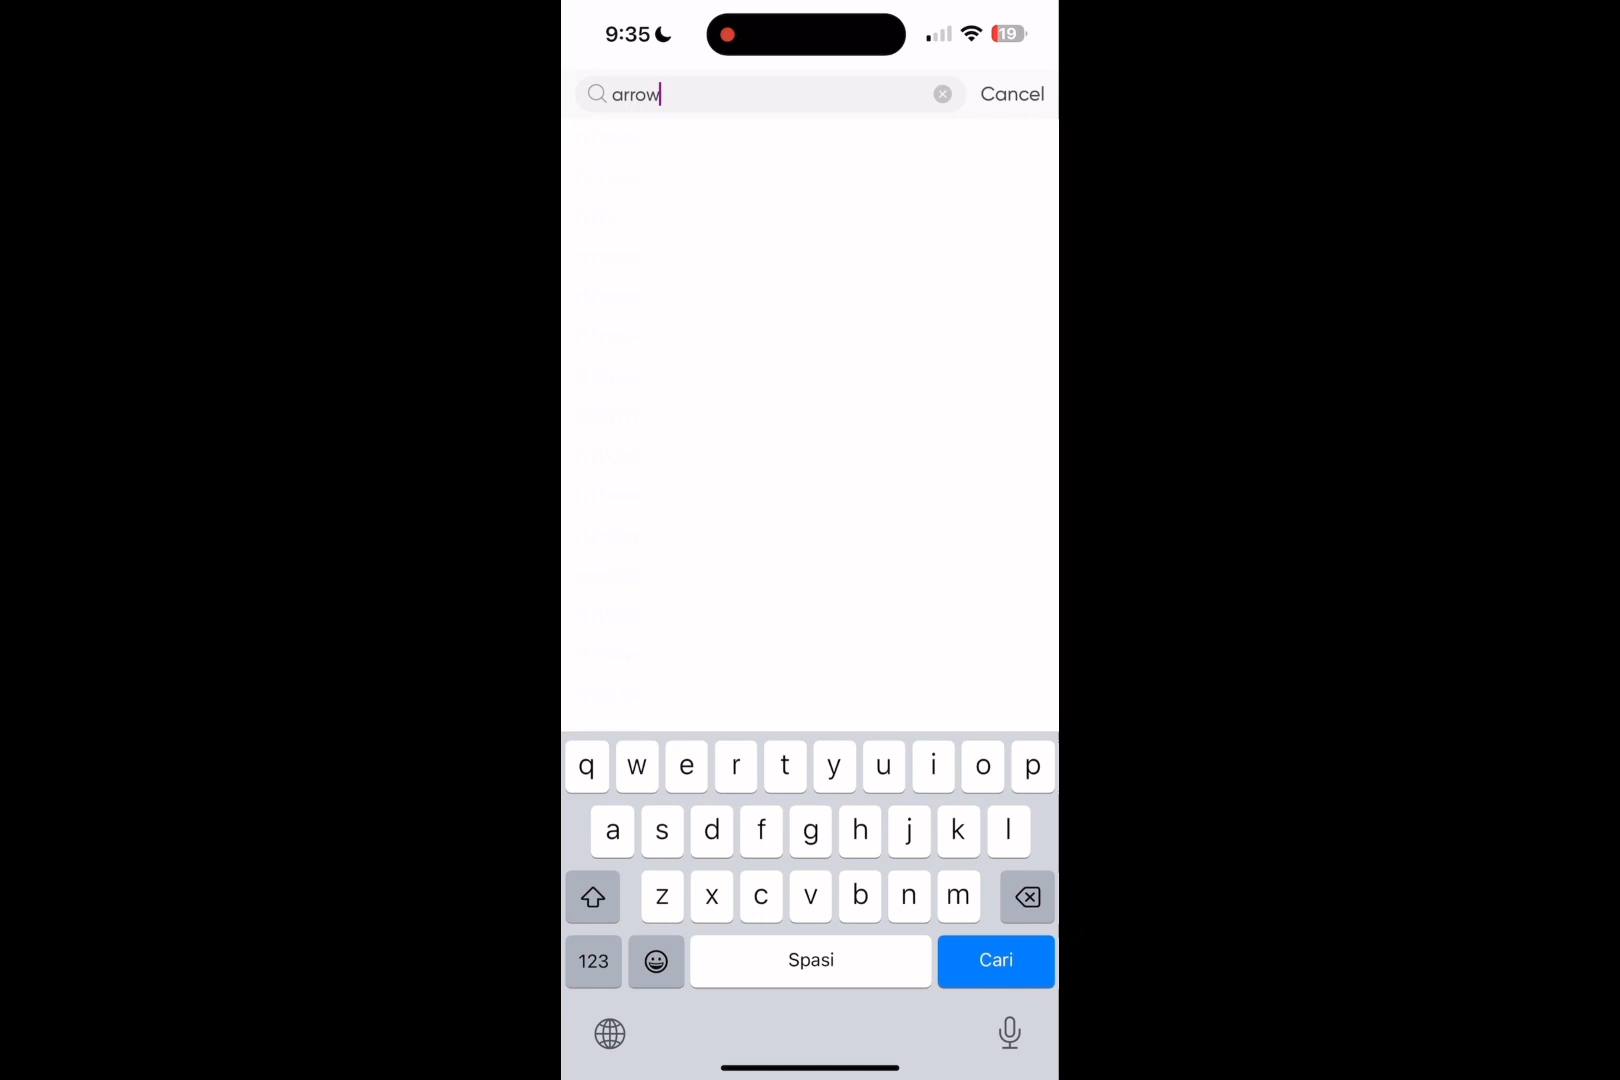 9:35
19
arrow
Cancel
q w e r t y u i o p
a s d f g h j k l
z x c v b n m
123
Spasi
Cari